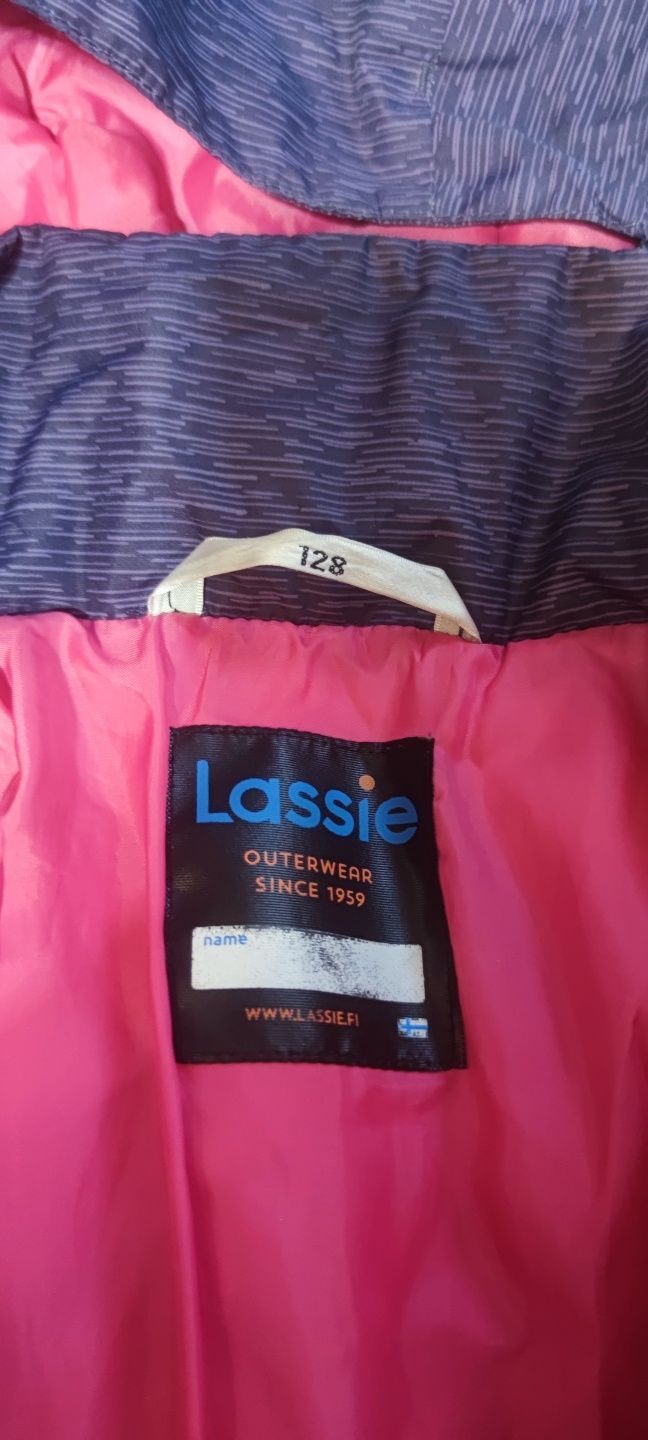 128
Lassie
OUTERWEAR
SINCE 1959
name
WWW.LASSIE.FI